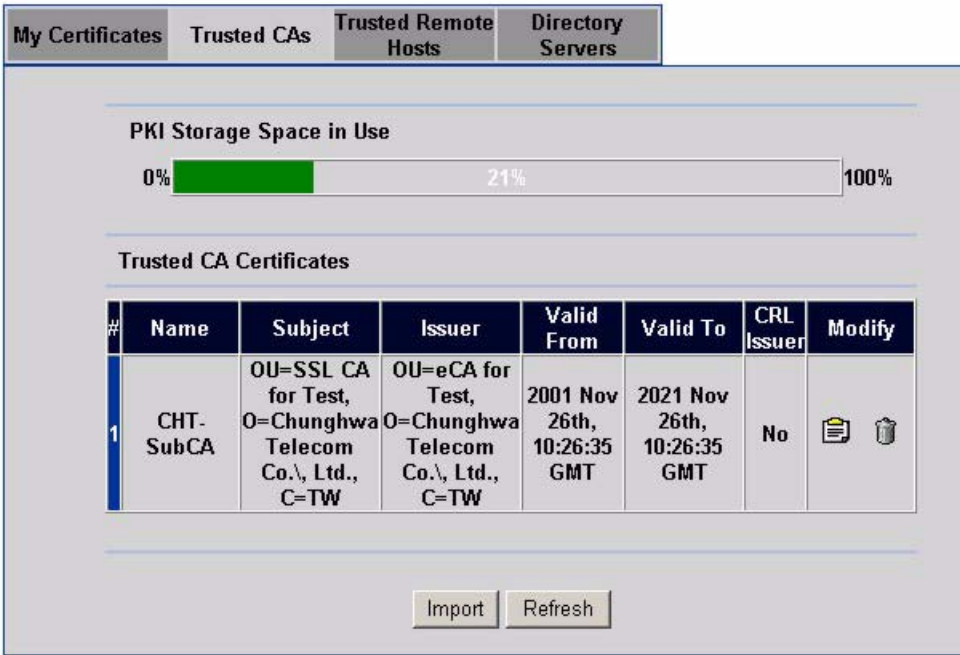 My Certificates
Trusted CAs
Trusted Remote
Hosts
Directory
Servers
PKI Storage Space in Use
0%
21%
100%
Trusted CA Certificates
#
Name
Subject
Issuer
Valid
From
Valid To
CRL
Issuer
Modify
1
CHT-
SubCA
OU=SSL CA
for Test,
O=Chunghwa
Telecom
Co.\, Ltd.,
C=TW
OU=eCA for
Test,
O=Chunghwa
Telecom
Co.\, Ltd.,
C=TW
2001 Nov
26th,
10:26:35
GMT
2021 Nov
26th,
10:26:35
GMT
No
Import
Refresh